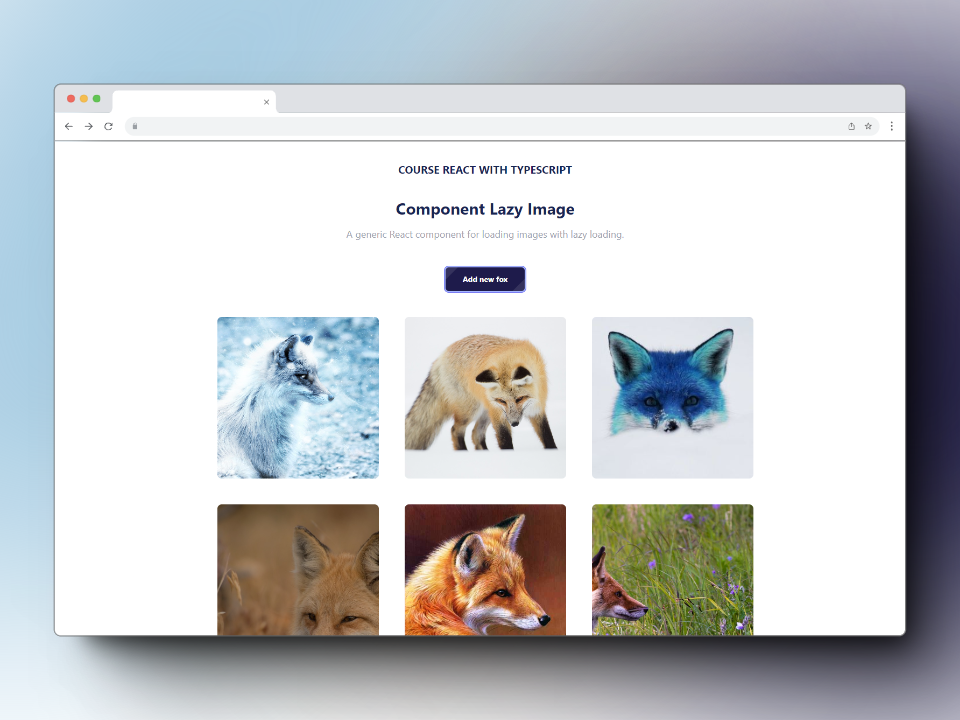 COURSE REACT WITH TYPESCRIPT
Component Lazy Image
A generic React component for loading images with lazy loading.
Add new fox